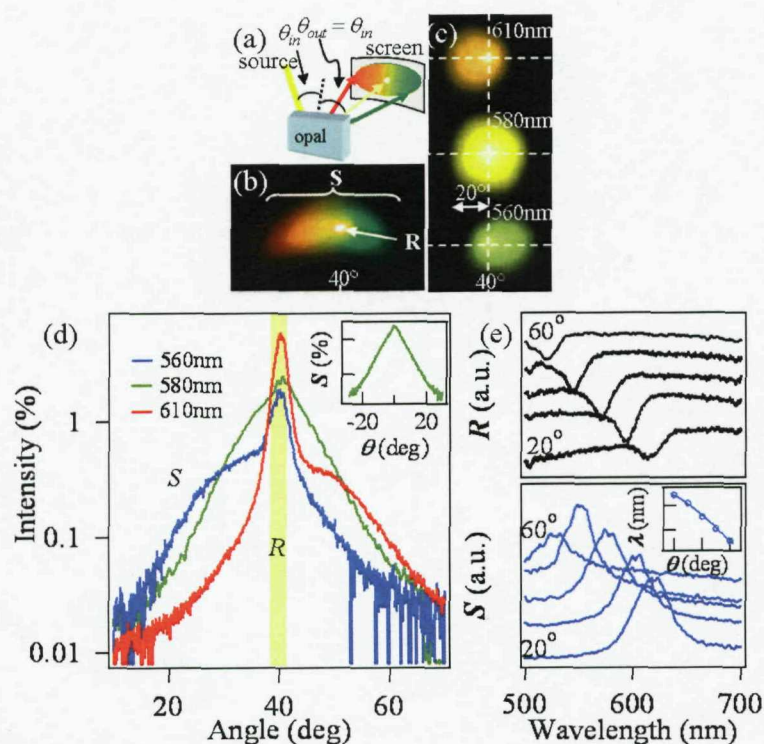 (a)
θin
θout = θin
source
screen
opal
(b)
S
R
40°
(c)
610nm
580nm
20°
560nm
40°
(d)
560nm
580nm
610nm
S
R
S (%)
-20 0 20
θ (deg)
Intensity (%)
1
0.1
0.01
20 40 60
Angle (deg)
(e)
R (a.u.)
60°
20°
S (a.u.)
60°
20°
λ (nm)
θ (deg)
500 600 700
Wavelength (nm)